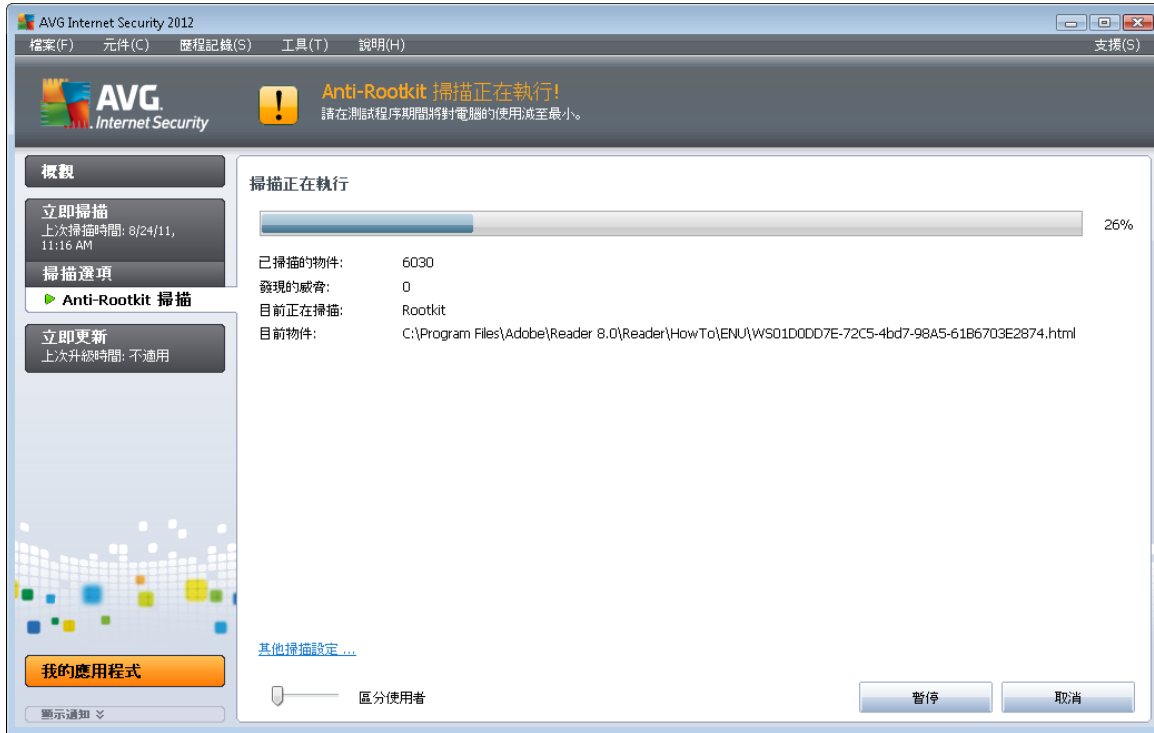 AVG Internet Security 2012
檔案(F) 元件(C) 歷程記錄(S) 工具(T) 說明(H) 支援(S)
AVG.
Internet Security
Anti-Rootkit 掃描正在執行!
請在測試程序期間將對電腦的使用減至最小。
概觀
立即掃描
上次掃描時間: 8/24/11,
11:16 AM
掃描選項
Anti-Rootkit 掃描
立即更新
上次升級時間: 不適用
我的應用程式
顯示通知
掃描正在執行
26%
已掃描的物件: 6030
發現的威脅: 0
目前正在掃描: Rootkit
目前物件: C:\Program Files\Adobe\Reader 8.0\Reader\HowTo\ENU\WS01D0DD7E-72C5-4bd7-98A5-61B6703E2874.html
其他掃描設定 ...
區分使用者
暫停
取消